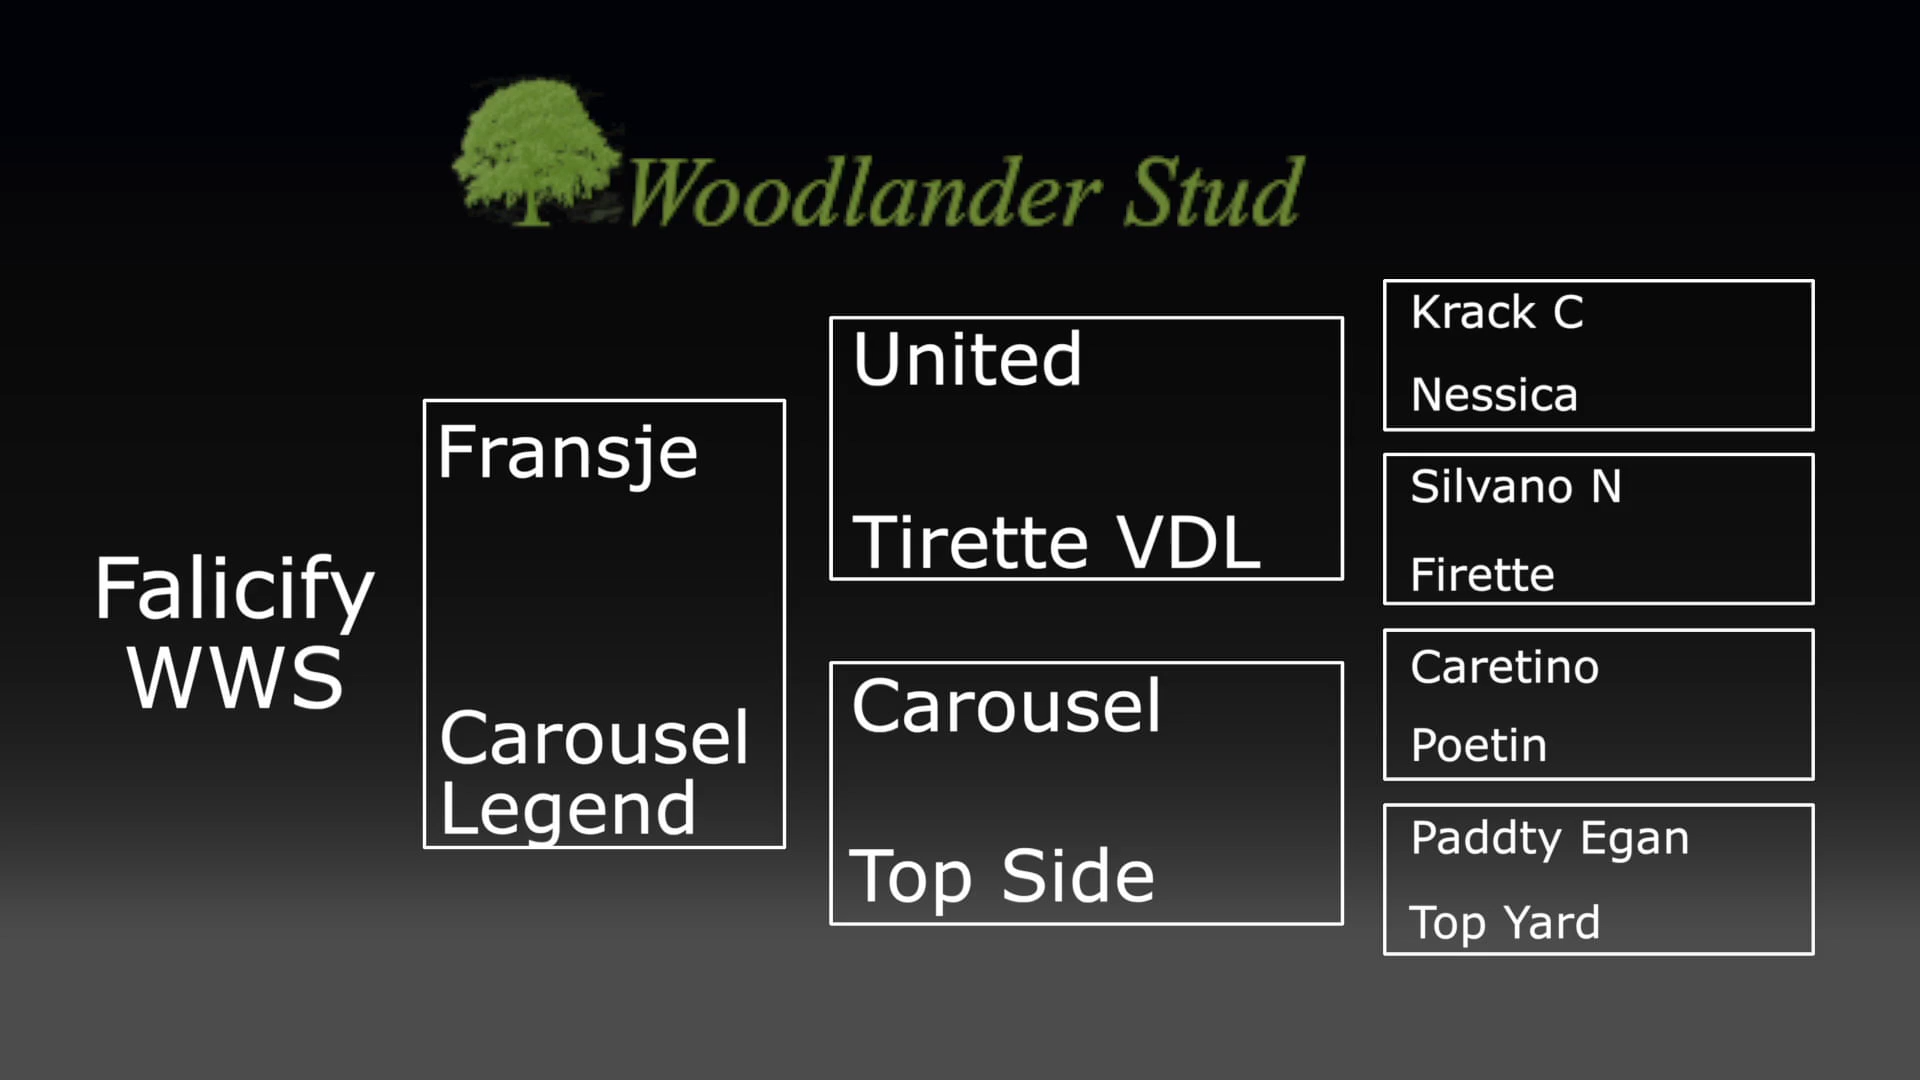 Woodlander Stud
Falicify
WWS
Fransje
Carousel
Legend
United
Tirette VDL
Carousel
Top Side
Krack C
Nessica
Silvano N
Firette
Caretino
Poetin
Paddty Egan
Top Yard